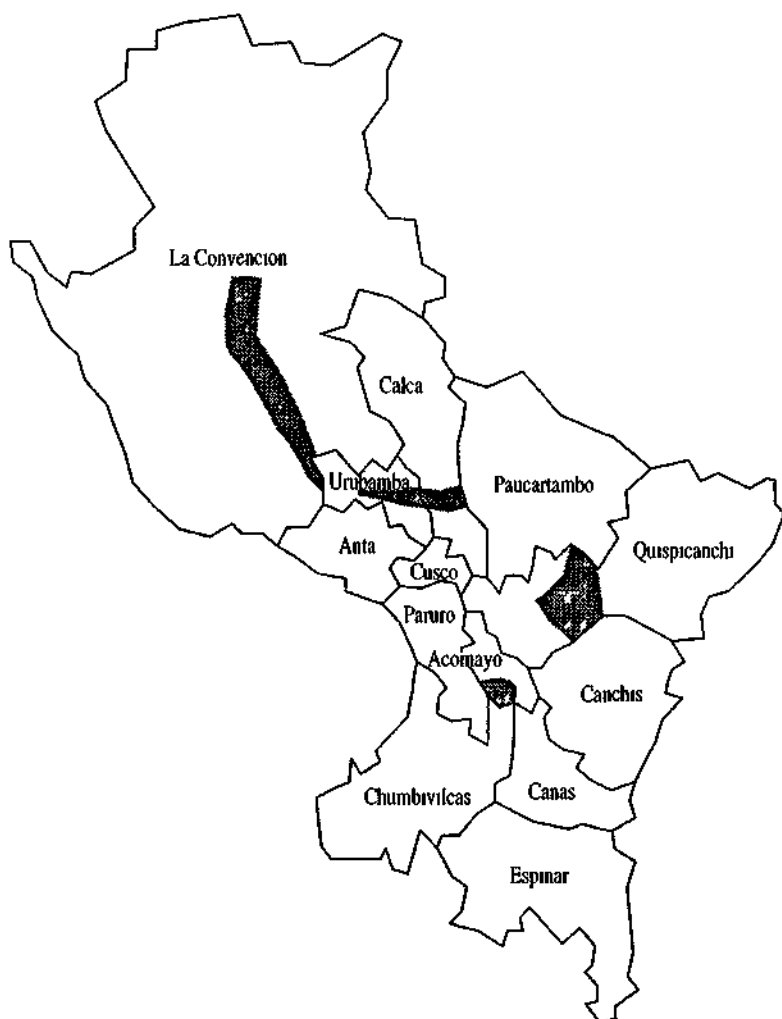 La Convencion
Calca
Urubamba
Paucartambo
Anta
Quispicanchi
Cusco
Paruro
Acomayo
Canchis
Chumbivilcas
Canas
Espinar